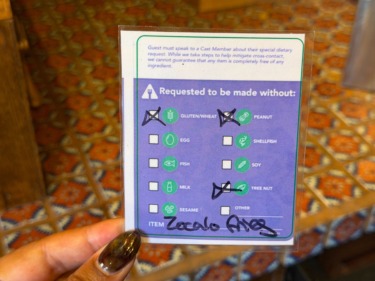 Guest must speak to a Cast Member about their special dietary
request. While we take steps to help mitigate cross-contact,
we cannot guarantee that any item is completely free of any
ingredient.
Requested to be made without:
GLUTEN/WHEAT PEANUT
EGG SHELLFISH
FISH SOY
MILK TREE NUT
SESAME OTHER
ITEM Zocalo